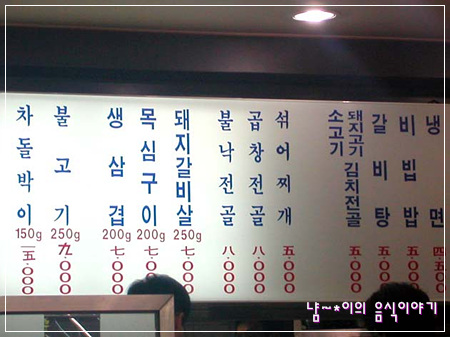 차돌박이 150g 一五.000
불고기 250g 九.000
생삼겹 200g 七.000
목심구이 200g 七.000
돼지갈비살 250g 七.000
불낙전골 八.000
곱창전골 八.000
섞어찌개 五.000
소고기
돼지고기 김치전골 五.000
갈비탕 五.000
비빔밥 五.000
냉면 四.五00
냠~*이의 음식이야기